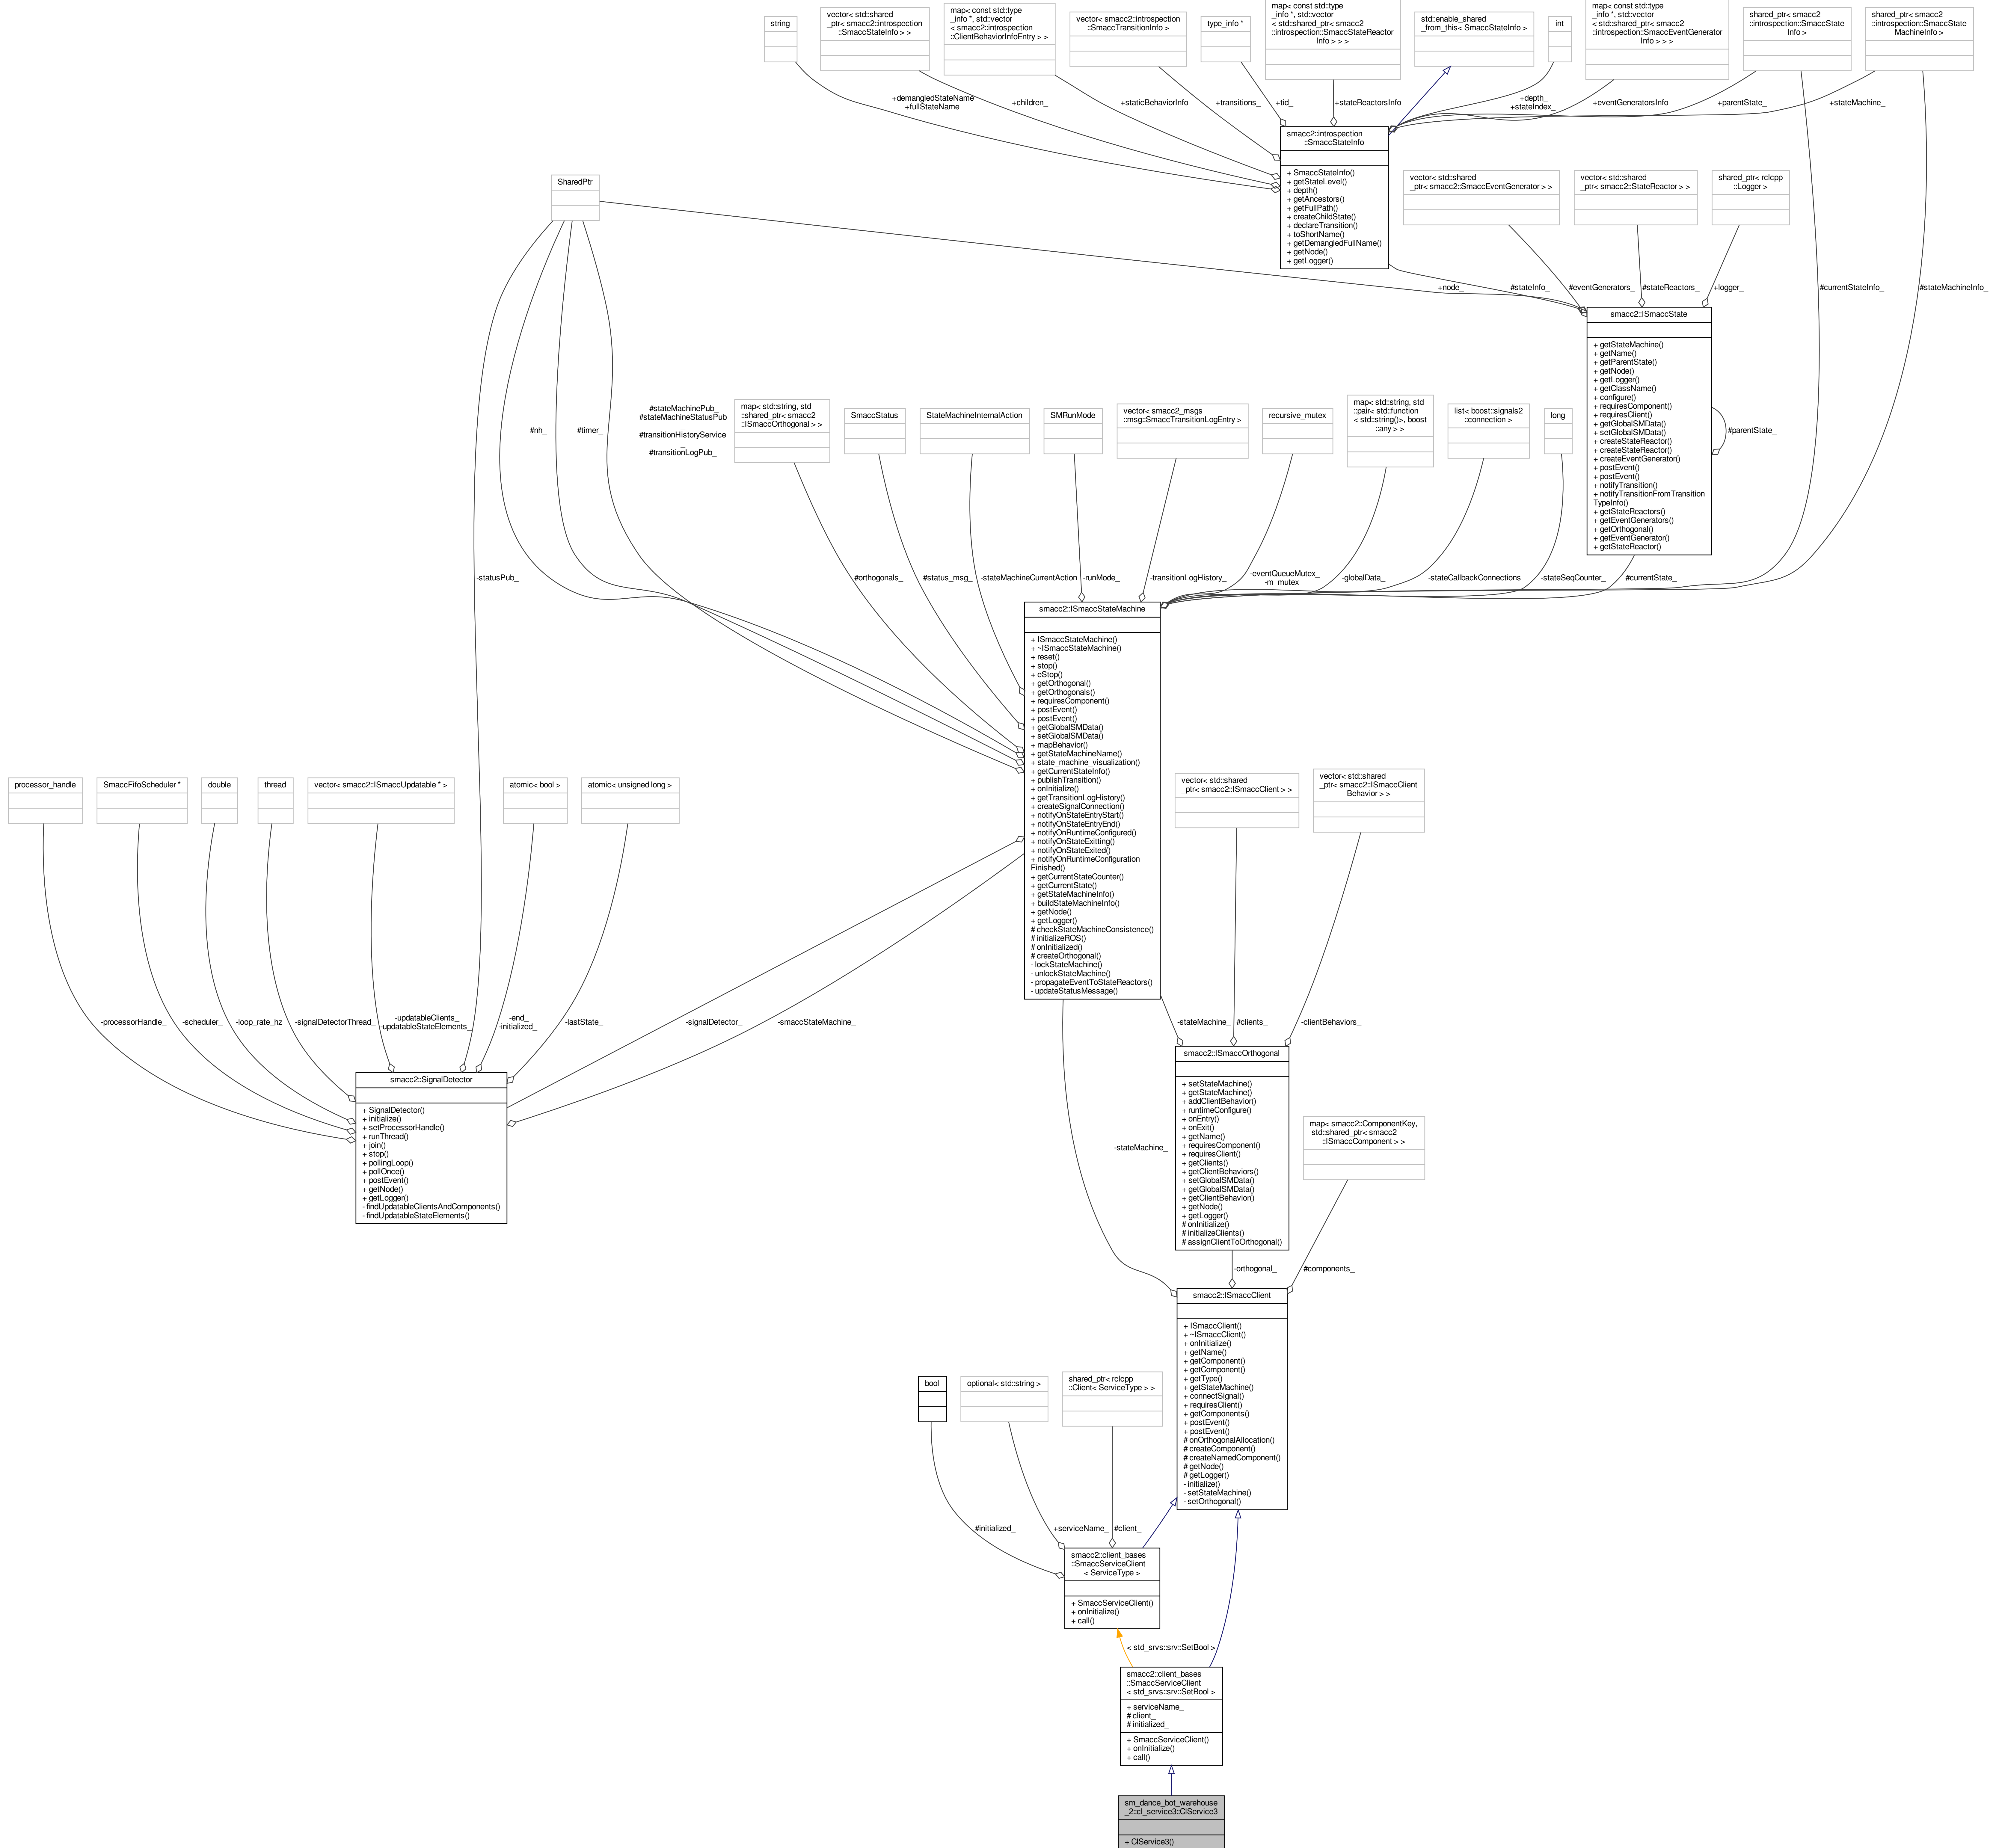 string
vector< std::shared
_ptr< smacc2::introspection
::SmaccStateInfo > >
map< const std::type
_info *, std::vector
< smacc2::introspection
::ClientBehaviorInfoEntry > >
vector< smacc2::introspection
::SmaccTransitionInfo >
type_info *
map< const std::type
_info *, std::vector
< std::shared_ptr< smacc2
::introspection::SmaccStateReactor
Info > > >
std::enable_shared
_from_this< SmaccStateInfo >
int
map< const std::type
_info *, std::vector
< std::shared_ptr< smacc2
::introspection::SmaccEventGenerator
Info > > >
shared_ptr< smacc2
::introspection::SmaccState
Info >
shared_ptr< smacc2
::introspection::SmaccState
MachineInfo >
+demangledStateName
+fullStateName
+children_
+staticBehaviorInfo
+transitions_
+tid_
+stateReactorsInfo
+depth_
+stateIndex_
+eventGeneratorsInfo
+parentState_
+stateMachine_
smacc2::introspection
::SmaccStateInfo
+ SmaccStateInfo()
+ getStateLevel()
+ depth()
+ getAncestors()
+ getFullPath()
+ createChildState()
+ declareTransition()
+ toShortName()
+ getDemangledFullName()
+ getNode()
+ getLogger()
SharedPtr
vector< std::shared
_ptr< smacc2::SmaccEventGenerator > >
vector< std::shared
_ptr< smacc2::StateReactor > >
shared_ptr< rclcpp
::Logger >
+node_
#stateInfo_
#eventGenerators_
#stateReactors_
+logger_
#currentStateInfo_
#stateMachineInfo_
smacc2::ISmaccState
+ getStateMachine()
+ getName()
+ getParentState()
+ getNode()
+ getLogger()
+ getClassName()
+ configure()
+ requiresComponent()
+ requiresClient()
+ getGlobalSMData()
+ setGlobalSMData()
+ createStateReactor()
+ createStateReactor()
+ createEventGenerator()
+ postEvent()
+ postEvent()
+ notifyTransition()
+ notifyTransitionFromTransition
TypeInfo()
+ getStateReactors()
+ getEventGenerators()
+ getOrthogonal()
+ getEventGenerator()
+ getStateReactor()
#parentState_
#nh_
#timer_
#stateMachinePub_
#stateMachineStatusPub
_
#transitionHistoryService
_
#transitionLogPub_
map< std::string, std
::shared_ptr< smacc2
::ISmaccOrthogonal > >
SmaccStatus
StateMachineInternalAction
SMRunMode
vector< smacc2_msgs
::msg::SmaccTransitionLogEntry >
recursive_mutex
map< std::string, std
::pair< std::function
< std::string()>, boost
::any > >
list< boost::signals2
::connection >
long
-statusPub_
#orthogonals_
#status_msg_
-stateMachineCurrentAction
-runMode_
-transitionLogHistory_
-eventQueueMutex_
-m_mutex_
-globalData_
-stateCallbackConnections
-stateSeqCounter_
#currentState_
smacc2::ISmaccStateMachine
+ ISmaccStateMachine()
+ ~ISmaccStateMachine()
+ reset()
+ stop()
+ eStop()
+ getOrthogonal()
+ getOrthogonals()
+ requiresComponent()
+ postEvent()
+ postEvent()
+ getGlobalSMData()
+ setGlobalSMData()
+ mapBehavior()
+ getStateMachineName()
+ state_machine_visualization()
+ getCurrentStateInfo()
+ publishTransition()
+ onInitialize()
+ getTransitionLogHistory()
+ createSignalConnection()
+ notifyOnStateEntryStart()
+ notifyOnStateEntryEnd()
+ notifyOnRuntimeConfigured()
+ notifyOnStateExitting()
+ notifyOnStateExited()
+ notifyOnRuntimeConfiguration
Finished()
+ getCurrentStateCounter()
+ getCurrentState()
+ getStateMachineInfo()
+ buildStateMachineInfo()
+ getNode()
+ getLogger()
# checkStateMachineConsistence()
# initializeROS()
# onInitialized()
# createOrthogonal()
- lockStateMachine()
- unlockStateMachine()
- propagateEventToStateReactors()
- updateStatusMessage()
processor_handle
SmaccFifoScheduler *
double
thread
vector< smacc2::ISmaccUpdatable * >
atomic< bool >
atomic< unsigned long >
vector< std::shared
_ptr< smacc2::ISmaccClient > >
vector< std::shared
_ptr< smacc2::ISmaccClient
Behavior > >
-processorHandle_
-scheduler_
-loop_rate_hz
-signalDetectorThread_
-updatableClients_
-updatableStateElements_
-end_
-initialized_
-lastState_
-signalDetector_
-smaccStateMachine_
-stateMachine_
#clients_
-clientBehaviors_
smacc2::SignalDetector
+ SignalDetector()
+ initialize()
+ setProcessorHandle()
+ runThread()
+ join()
+ stop()
+ pollingLoop()
+ pollOnce()
+ postEvent()
+ getNode()
+ getLogger()
- findUpdatableClientsAndComponents()
- findUpdatableStateElements()
smacc2::ISmaccOrthogonal
+ setStateMachine()
+ getStateMachine()
+ addClientBehavior()
+ runtimeConfigure()
+ onEntry()
+ onExit()
+ getName()
+ requiresComponent()
+ requiresClient()
+ getClients()
+ getClientBehaviors()
+ setGlobalSMData()
+ getGlobalSMData()
+ getClientBehavior()
+ getNode()
+ getLogger()
# onInitialize()
# initializeClients()
# assignClientToOrthogonal()
map< smacc2::ComponentKey,
std::shared_ptr< smacc2
::ISmaccComponent > >
-stateMachine_
-orthogonal_
#components_
smacc2::ISmaccClient
+ ISmaccClient()
+ ~ISmaccClient()
+ onInitialize()
+ getName()
+ getComponent()
+ getComponent()
+ getType()
+ getStateMachine()
+ connectSignal()
+ requiresClient()
+ getComponents()
+ postEvent()
+ postEvent()
# onOrthogonalAllocation()
# createComponent()
# createNamedComponent()
# getNode()
# getLogger()
- initialize()
- setStateMachine()
- setOrthogonal()
bool
optional< std::string >
shared_ptr< rclcpp
::Client< ServiceType > >
#initialized_
+serviceName_
#client_
smacc2::client_bases
::SmaccServiceClient
< ServiceType >
+ SmaccServiceClient()
+ onInitialize()
+ call()
< std_srvs::srv::SetBool >
smacc2::client_bases
::SmaccServiceClient
< std_srvs::srv::SetBool >
+ serviceName_
# client_
# initialized_
+ SmaccServiceClient()
+ onInitialize()
+ call()
sm_dance_bot_warehouse
_2::cl_service3::ClService3
+ ClService3()